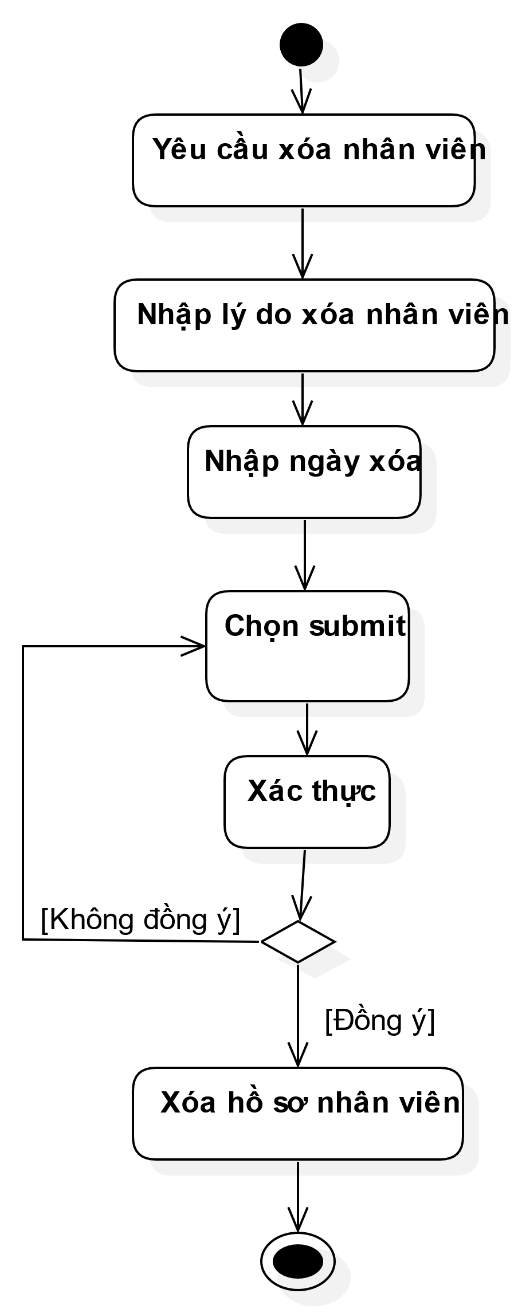 Yêu cầu xóa nhân viên
Nhập lý do xóa nhân viên
Nhập ngày xóa
Chọn submit
Xác thực
[Không đồng ý]
[Đồng ý]
Xóa hồ sơ nhân viên